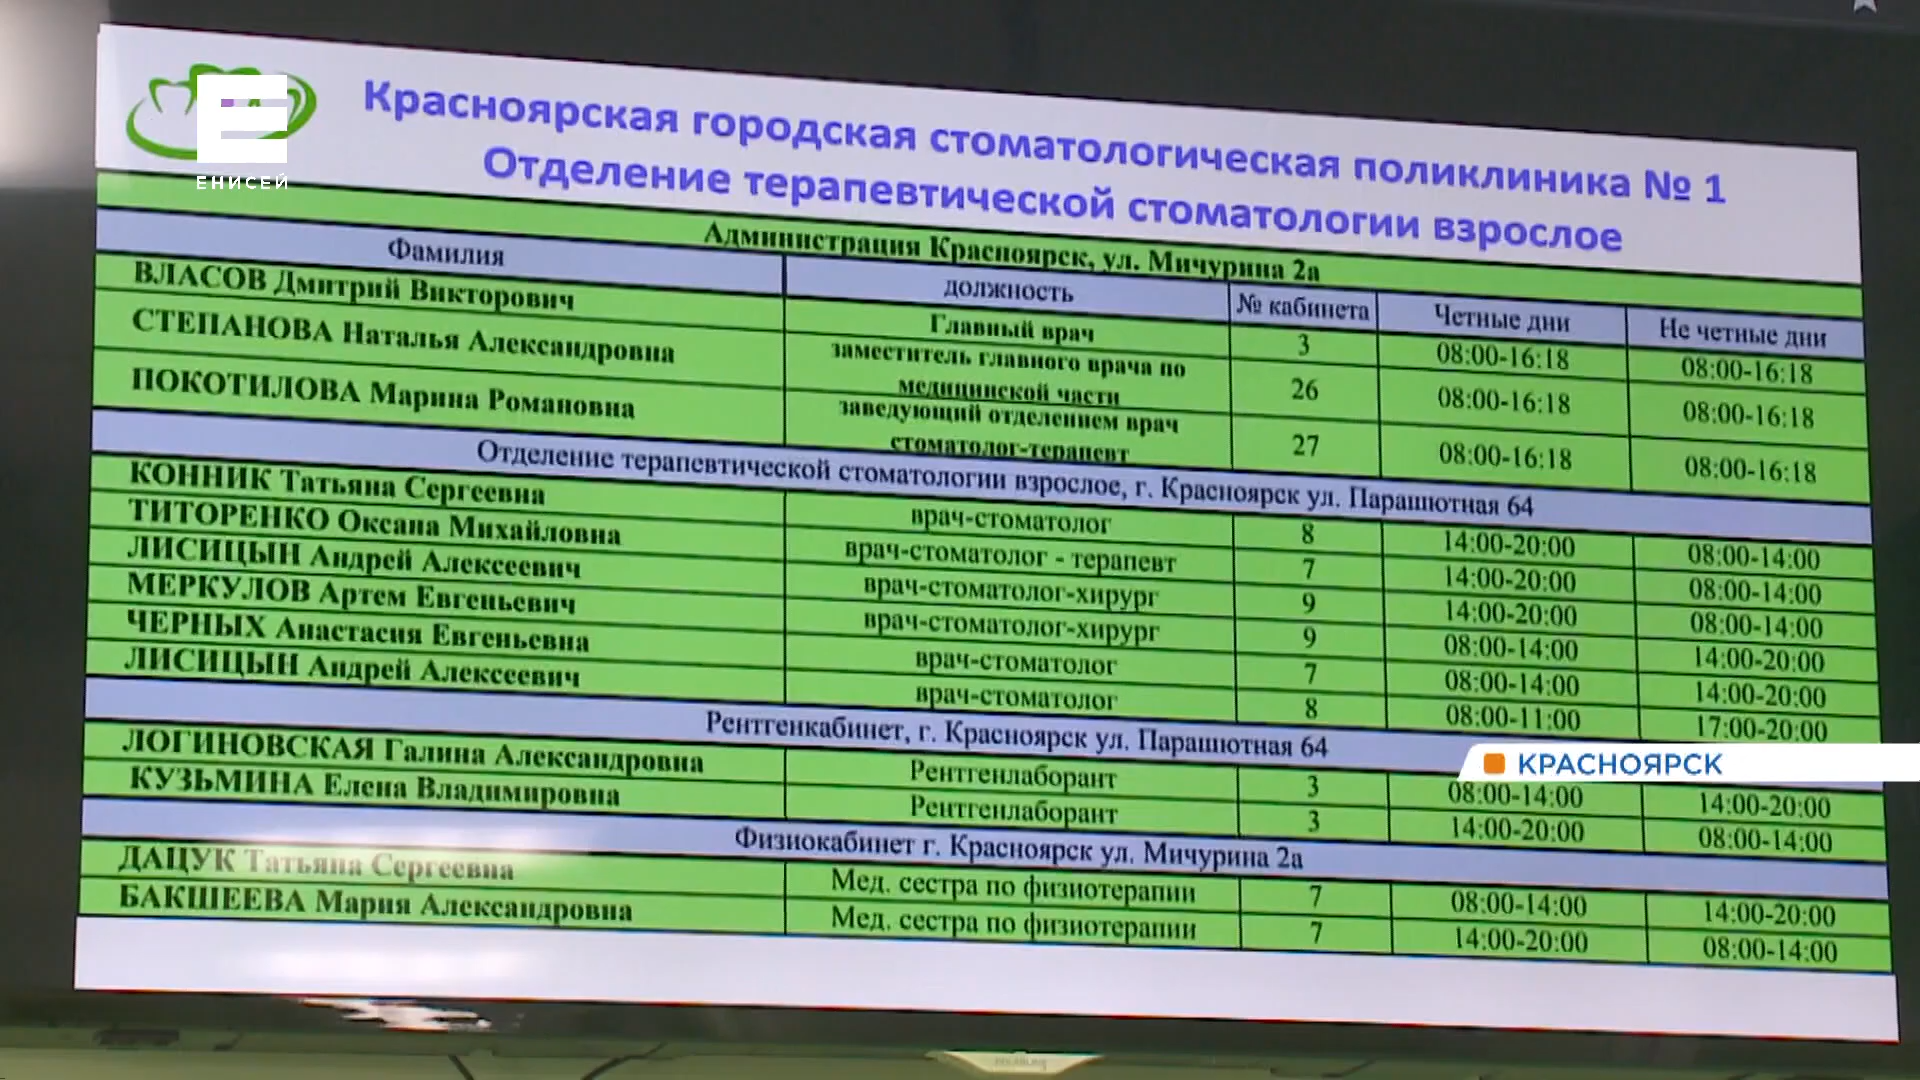 ЕНИСЕЙ
Красноярская городская стоматологическая поликлиника № 1
Отделение терапевтической стоматологии взрослое
Администрация Красноярск, ул. Мичурина 2а
Фамилия должность № кабинета Четные дни Не четные дни
ВЛАСОВ Дмитрий Викторович Главный врач 3 08:00-16:18 08:00-16:18
СТЕПАНОВА Наталья Александровна заместитель главного врача по медицинской части 26 08:00-16:18 08:00-16:18
ПОКОТИЛОВА Марина Романовна заведующий отделением врач стоматолог-терапевт 27 08:00-16:18 08:00-16:18
Отделение терапевтической стоматологии взрослое, г. Красноярск ул. Парашютная 64
КОННИК Татьяна Сергеевна врач-стоматолог 8 14:00-20:00 08:00-14:00
ТИТОРЕНКО Оксана Михайловна врач-стоматолог - терапевт 7 14:00-20:00 08:00-14:00
ЛИСИЦЫН Андрей Алексеевич врач-стоматолог-хирург 9 14:00-20:00 08:00-14:00
МЕРКУЛОВ Артем Евгеньевич врач-стоматолог-хирург 9 08:00-14:00 14:00-20:00
ЧЕРНЫХ Анастасия Евгеньевна врач-стоматолог 7 08:00-14:00 14:00-20:00
ЛИСИЦЫН Андрей Алексеевич врач-стоматолог 8 08:00-11:00 17:00-20:00
Рентгенкабинет, г. Красноярск ул. Парашютная 64
КРАСНОЯРСК
ЛОГИНОВСКАЯ Галина Александровна Рентгенлаборант 3 08:00-14:00 14:00-20:00
КУЗЬМИНА Елена Владимировна Рентгенлаборант 3 14:00-20:00 08:00-14:00
Физиокабинет г. Красноярск ул. Мичурина 2а
ДАЦУК Татьяна Сергеевна Мед. сестра по физиотерапии 7 08:00-14:00 14:00-20:00
БАКШЕЕВА Мария Александровна Мед. сестра по физиотерапии 7 14:00-20:00 08:00-14:00